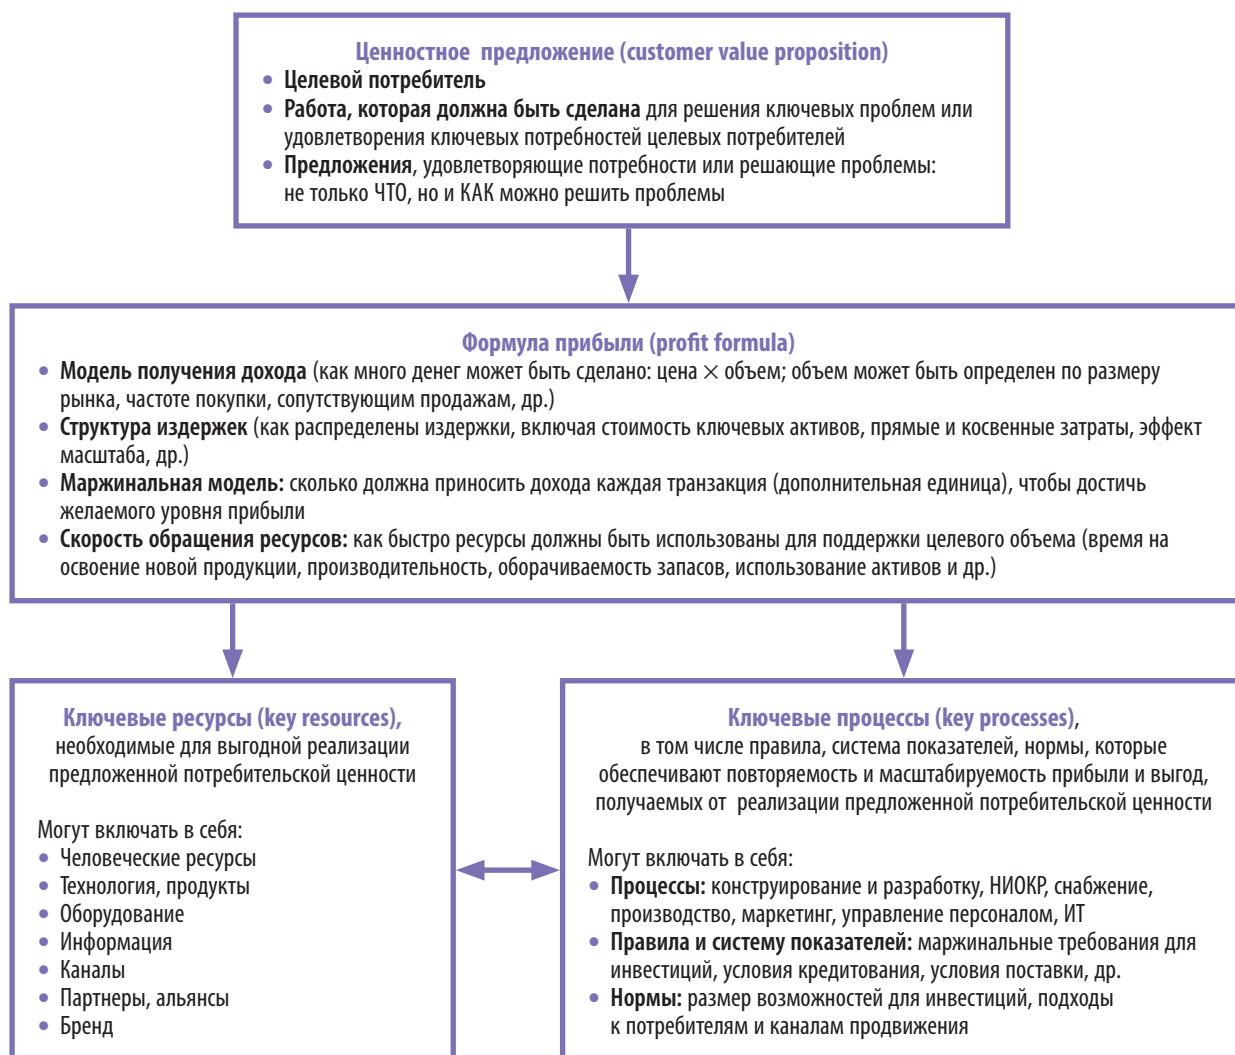 Ценностное предложение (customer value proposition)
• Целевой потребитель
• Работа, которая должна быть сделана для решения ключевых проблем или
удовлетворения ключевых потребностей целевых потребителей
• Предложения, удовлетворяющие потребности или решающие проблемы:
не только ЧТО, но и КАК можно решить проблемы
Формула прибыли (profit formula)
• Модель получения дохода (как много денег может быть сделано: цена × объем; объем может быть определен по размеру
рынка, частоте покупки, сопутствующим продажам, др.)
• Структура издержек (как распределены издержки, включая стоимость ключевых активов, прямые и косвенные затраты, эффект
масштаба, др.)
• Маржинальная модель: сколько должна приносить дохода каждая транзакция (дополнительная единица), чтобы достичь
желаемого уровня прибыли
• Скорость обращения ресурсов: как быстро ресурсы должны быть использованы для поддержки целевого объема (время на
освоение новой продукции, производительность, оборачиваемость запасов, использование активов и др.)
Ключевые ресурсы (key resources),
необходимые для выгодной реализации
предложенной потребительской ценности
Могут включать в себя:
• Человеческие ресурсы
• Технология, продукты
• Оборудование
• Информация
• Каналы
• Партнеры, альянсы
• Бренд
Ключевые процессы (key processes),
в том числе правила, система показателей, нормы, которые
обеспечивают повторяемость и масштабируемость прибыли и выгод,
получаемых от реализации предложенной потребительской ценности
Могут включать в себя:
• Процессы: конструирование и разработку, НИОКР, снабжение,
производство, маркетинг, управление персоналом, ИТ
• Правила и систему показателей: маржинальные требования для
инвестиций, условия кредитования, условия поставки, др.
• Нормы: размер возможностей для инвестиций, подходы
к потребителям и каналам продвижения